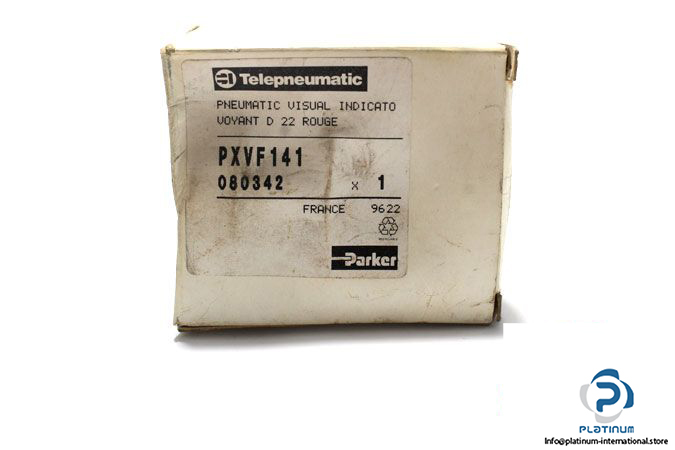 Telepneumatic
PNEUMATIC VISUAL INDICATO
VOYANT D 22 ROUGE
PXVF141
080342 x 1
FRANCE 9622
Parker
PLATINUM
Info@platinum-international.store